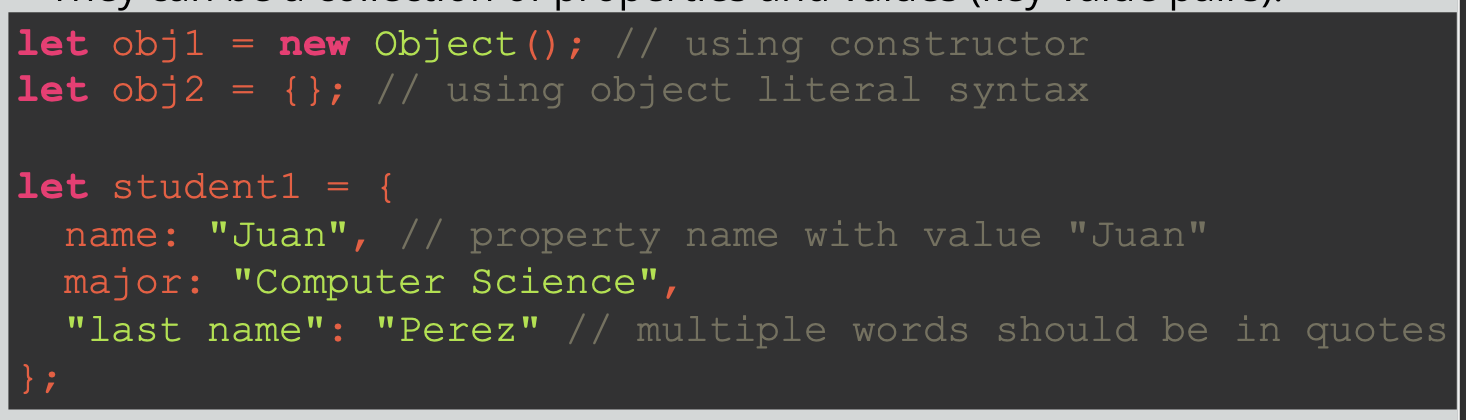 They can be a collection of properties and values (key-value pairs).
let obj1 = new Object(); // using constructor
let obj2 = {}; // using object literal syntax
let student1 = {
name: "Juan", // property name with value "Juan"
major: "Computer Science",
"last name": "Perez" // multiple words should be in quotes
};